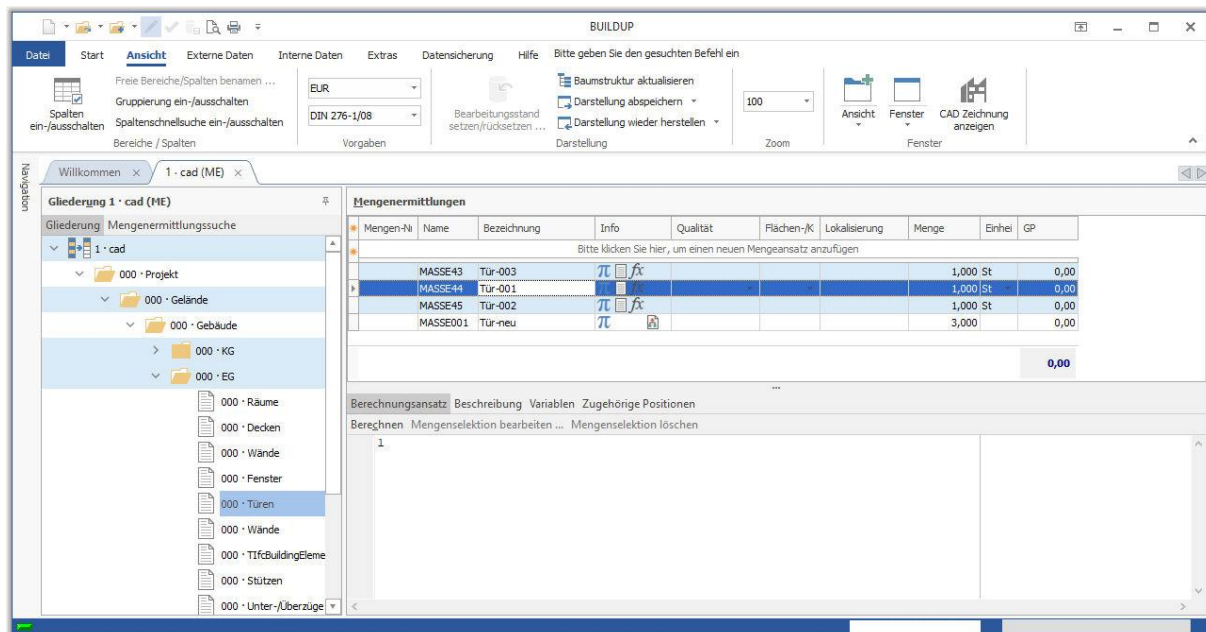 BUILDUP
Datei Start Ansicht Externe Daten Interne Daten Extras Datensicherung Hilfe Bitte geben Sie den gesuchten Befehl ein
Spalten
ein-/ausschalten
Freie Bereiche/Spalten benamen ...
Gruppierung ein-/ausschalten
Spaltenschnellsuche ein-/ausschalten
Bereiche / Spalten
EUR
DIN 276-1/08
Vorgaben
Bearbeitungsstand
setzen/rücksetzen ...
Baumstruktur aktualisieren
Darstellung abspeichern
Darstellung wieder herstellen
Darstellung
100
Zoom
Ansicht
Fenster
CAD Zeichnung
anzeigen
Fenster
Navigation
Willkommen × 1 · cad (ME) ×
Gliederung 1 · cad (ME)
Gliederung Mengenermittlungssuche
1 · cad
000 · Projekt
000 · Gelände
000 · Gebäude
000 · KG
000 · EG
000 · Räume
000 · Decken
000 · Wände
000 · Fenster
000 · Türen
000 · Wände
000 · TIfcBuildingEleme
000 · Stützen
000 · Unter-/Überzüge
Mengenermittlungen
Mengen-N Name Bezeichnung Info Qualität Flächen-/K Lokalisierung Menge Einhei GP
Bitte klicken Sie hier, um einen neuen Mengeansatz anzufügen
MASSE43 Tür-003 π fx 1,000 St 0,00
MASSE44 Tür-001 π fx 1,000 St 0,00
MASSE45 Tür-002 π fx 1,000 St 0,00
MASSE001 Tür-neu π 3,000 0,00
0,00
Berechnungsansatz Beschreibung Variablen Zugehörige Positionen
Berechnen Mengenselektion bearbeiten ... Mengenselektion löschen
1